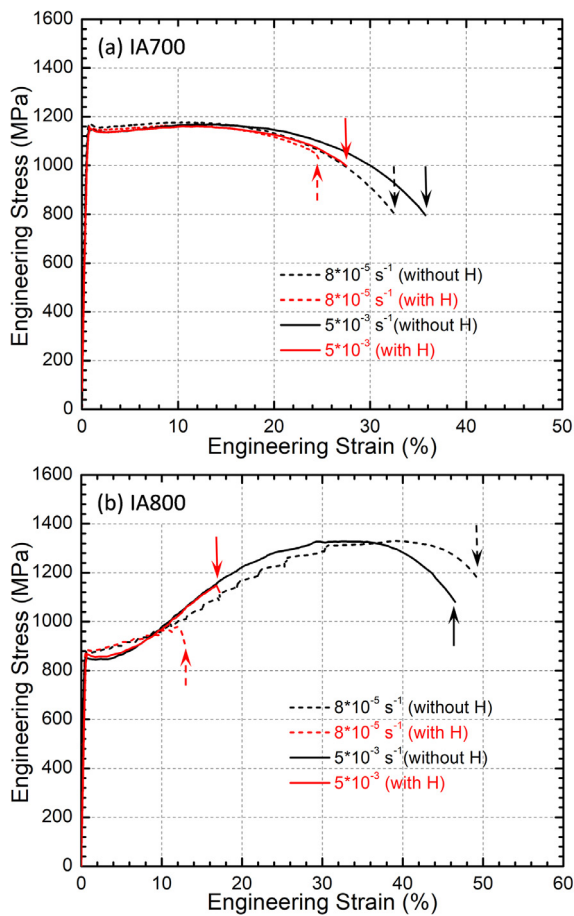 (a) IA700
Engineering Stress (MPa)
1600
1400
1200
1000
800
600
400
200
0
8*10⁻⁵ s⁻¹ (without H)
8*10⁻⁵ s⁻¹ (with H)
5*10⁻³ s⁻¹(without H)
5*10⁻³ (with H)
0 10 20 30 40 50
Engineering Strain (%)
(b) IA800
Engineering Stress (MPa)
1600
1400
1200
1000
800
600
400
200
0
8*10⁻⁵ s⁻¹ (without H)
8*10⁻⁵ s⁻¹ (with H)
5*10⁻³ s⁻¹(without H)
5*10⁻³ (with H)
0 10 20 30 40 50 60
Engineering Strain (%)